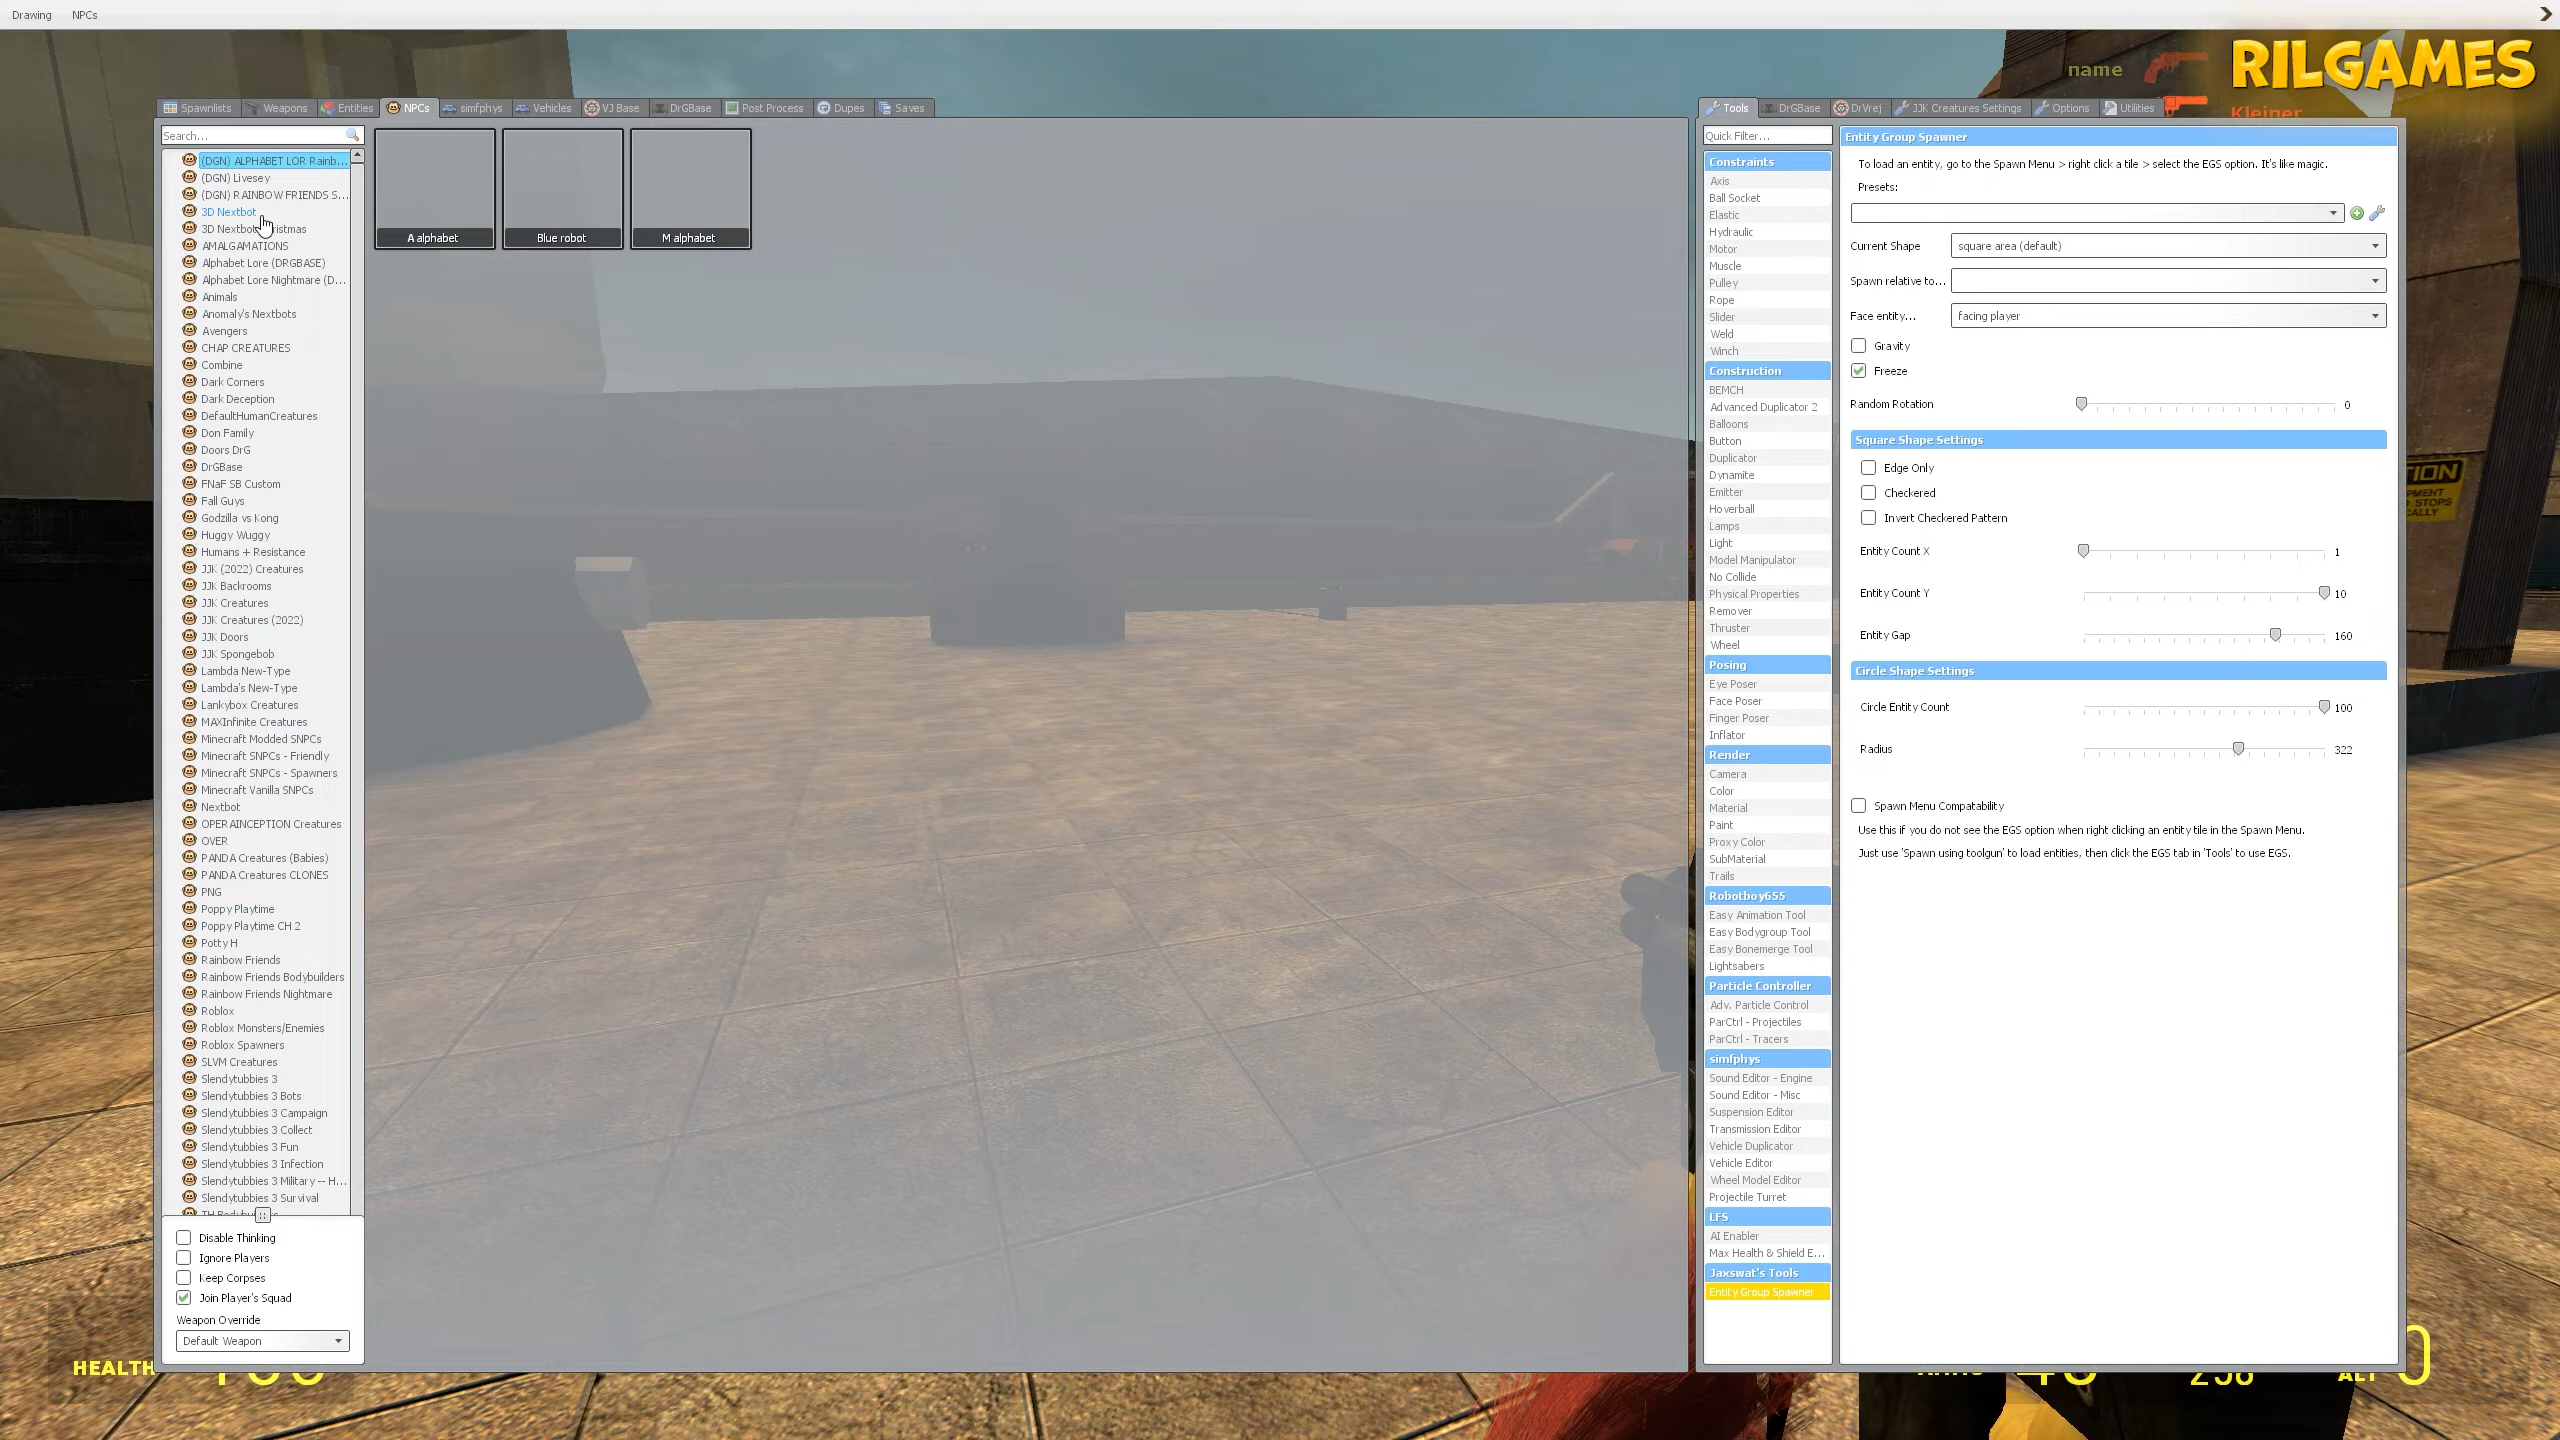 Drawing NPCs
RILGAMES
name
Kleiner
Spawnlists Weapons Entities NPCs simfphys Vehicles VJ Base DrGBase Post Process Dupes Saves
Search...
(DGN) ALPHABET LOR Rainb...
(DGN) Livesey
(DGN) RAINBOW FRIENDS S...
3D Nextbot
AMALGAMATIONS
Alphabet Lore (DRGBASE)
Alphabet Lore Nightmare (D...
Animals
Anomaly's Nextbots
Avengers
CHAP CREATURES
Combine
Dark Corners
Dark Deception
DefaultHumanCreatures
Don Family
Doors DrG
DrGBase
FNaF SB Custom
Fall Guys
Godzilla vs Kong
Huggy Wuggy
Humans + Resistance
JJK (2022) Creatures
JJK Backrooms
JJK Creatures
JJK Creatures (2022)
JJK Doors
JJK Spongebob
Lambda New-Type
Lambda's New-Type
Lankybox Creatures
MAXInfinite Creatures
Minecraft Modded SNPCs
Minecraft SNPCs - Friendly
Minecraft SNPCs - Spawners
Minecraft Vanilla SNPCs
Nextbot
OPERAINCEPTION Creatures
OVER
PANDA Creatures (Babies)
PANDA Creatures CLONES
PNG
Poppy Playtime
Poppy Playtime CH 2
Potty H
Rainbow Friends
Rainbow Friends Bodybuilders
Rainbow Friends Nightmare
Roblox
Roblox Monsters/Enemies
Roblox Spawners
SLVM Creatures
Slendytubbies 3
Slendytubbies 3 Bots
Slendytubbies 3 Campaign
Slendytubbies 3 Collect
Slendytubbies 3 Fun
Slendytubbies 3 Infection
Slendytubbies 3 Military -- H...
Slendytubbies 3 Survival
Disable Thinking
Ignore Players
Keep Corpses
Join Player's Squad
Weapon Override
Default Weapon
HEALTH
A alphabet Blue robot M alphabet
Tools DrGBase DrVrej JJK Creatures Settings Options Utilities
Quick Filter...
Constraints
Axis
Ball Socket
Elastic
Hydraulic
Motor
Muscle
Pulley
Rope
Slider
Weld
Winch
Construction
BEMCH
Advanced Duplicator 2
Balloons
Button
Duplicator
Dynamite
Emitter
Hoverball
Lamps
Light
Model Manipulator
No Collide
Physical Properties
Remover
Thruster
Wheel
Posing
Eye Poser
Face Poser
Finger Poser
Inflator
Render
Camera
Color
Material
Paint
Proxy Color
SubMaterial
Trails
Robotboy655
Easy Animation Tool
Easy Bodygroup Tool
Easy Bonemerge Tool
Lightsabers
Particle Controller
Adv. Particle Control
ParCtrl - Projectiles
ParCtrl - Tracers
simfphys
Sound Editor - Engine
Sound Editor - Misc
Suspension Editor
Transmission Editor
Vehicle Duplicator
Vehicle Editor
Wheel Model Editor
Projectile Turret
LFS
AI Enabler
Max Health & Shield E...
Jaxswat's Tools
Entity Group Spawner
Entity Group Spawner
To load an entity, go to the Spawn Menu > right click a tile > select the EGS option. It's like magic.
Presets:
Current Shape square area (default)
Spawn relative to...
Face entity... facing player
Gravity
Freeze
Random Rotation 0
Square Shape Settings
Edge Only
Checkered
Invert Checkered Pattern
Entity Count X 1
Entity Count Y 10
Entity Gap 160
Circle Shape Settings
Circle Entity Count 100
Radius 322
Spawn Menu Compatability
Use this if you do not see the EGS option when right clicking an entity tile in the Spawn Menu.
Just use 'Spawn using toolgun' to load entities, then click the EGS tab in 'Tools' to use EGS.
ALT 0